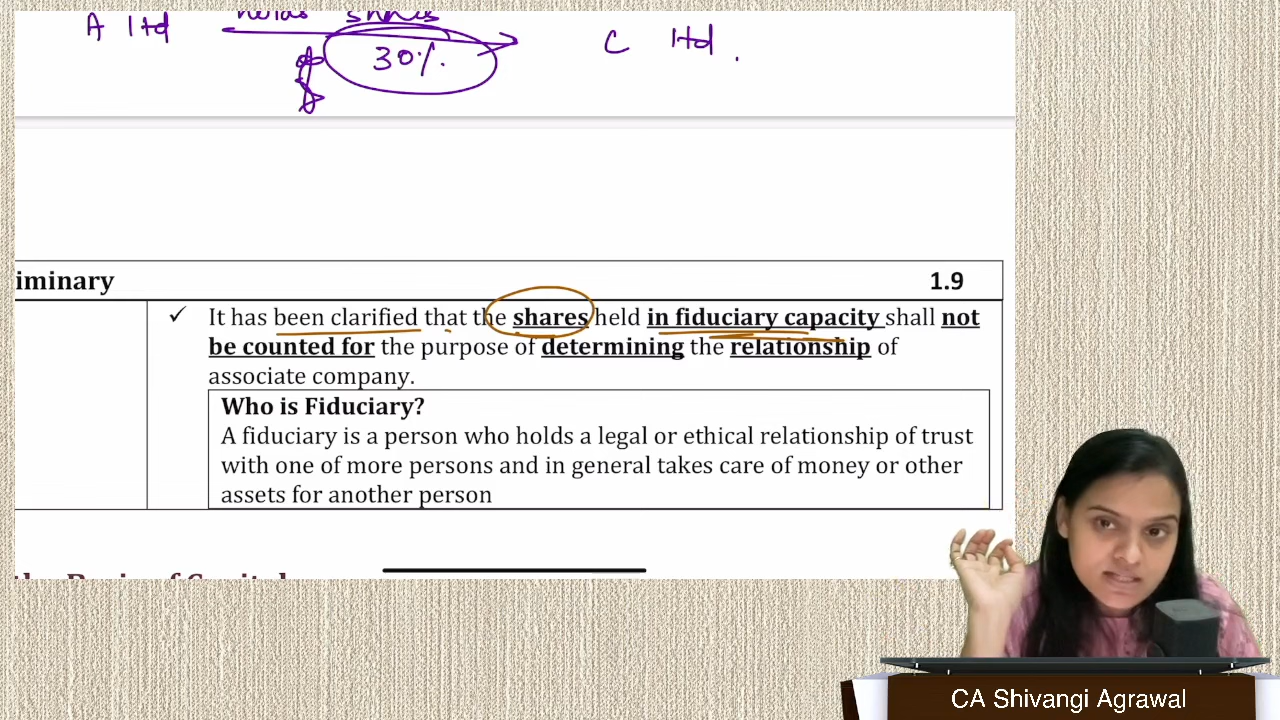 A ltd holds shares C ltd.
30%
iminary 1.9
✓ It has been clarified that the shares held in fiduciary capacity shall not
be counted for the purpose of determining the relationship of
associate company.
Who is Fiduciary?
A fiduciary is a person who holds a legal or ethical relationship of trust
with one of more persons and in general takes care of money or other
assets for another person
CA Shivangi Agrawal